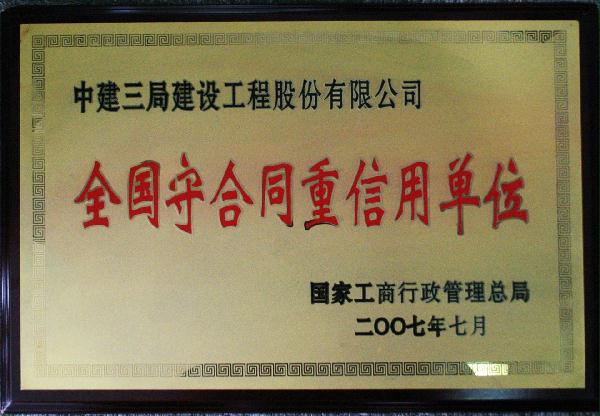 中建三局建设工程股份有限公司
全国守合同重信用单位
国家工商行政管理总局
二〇〇七年七月